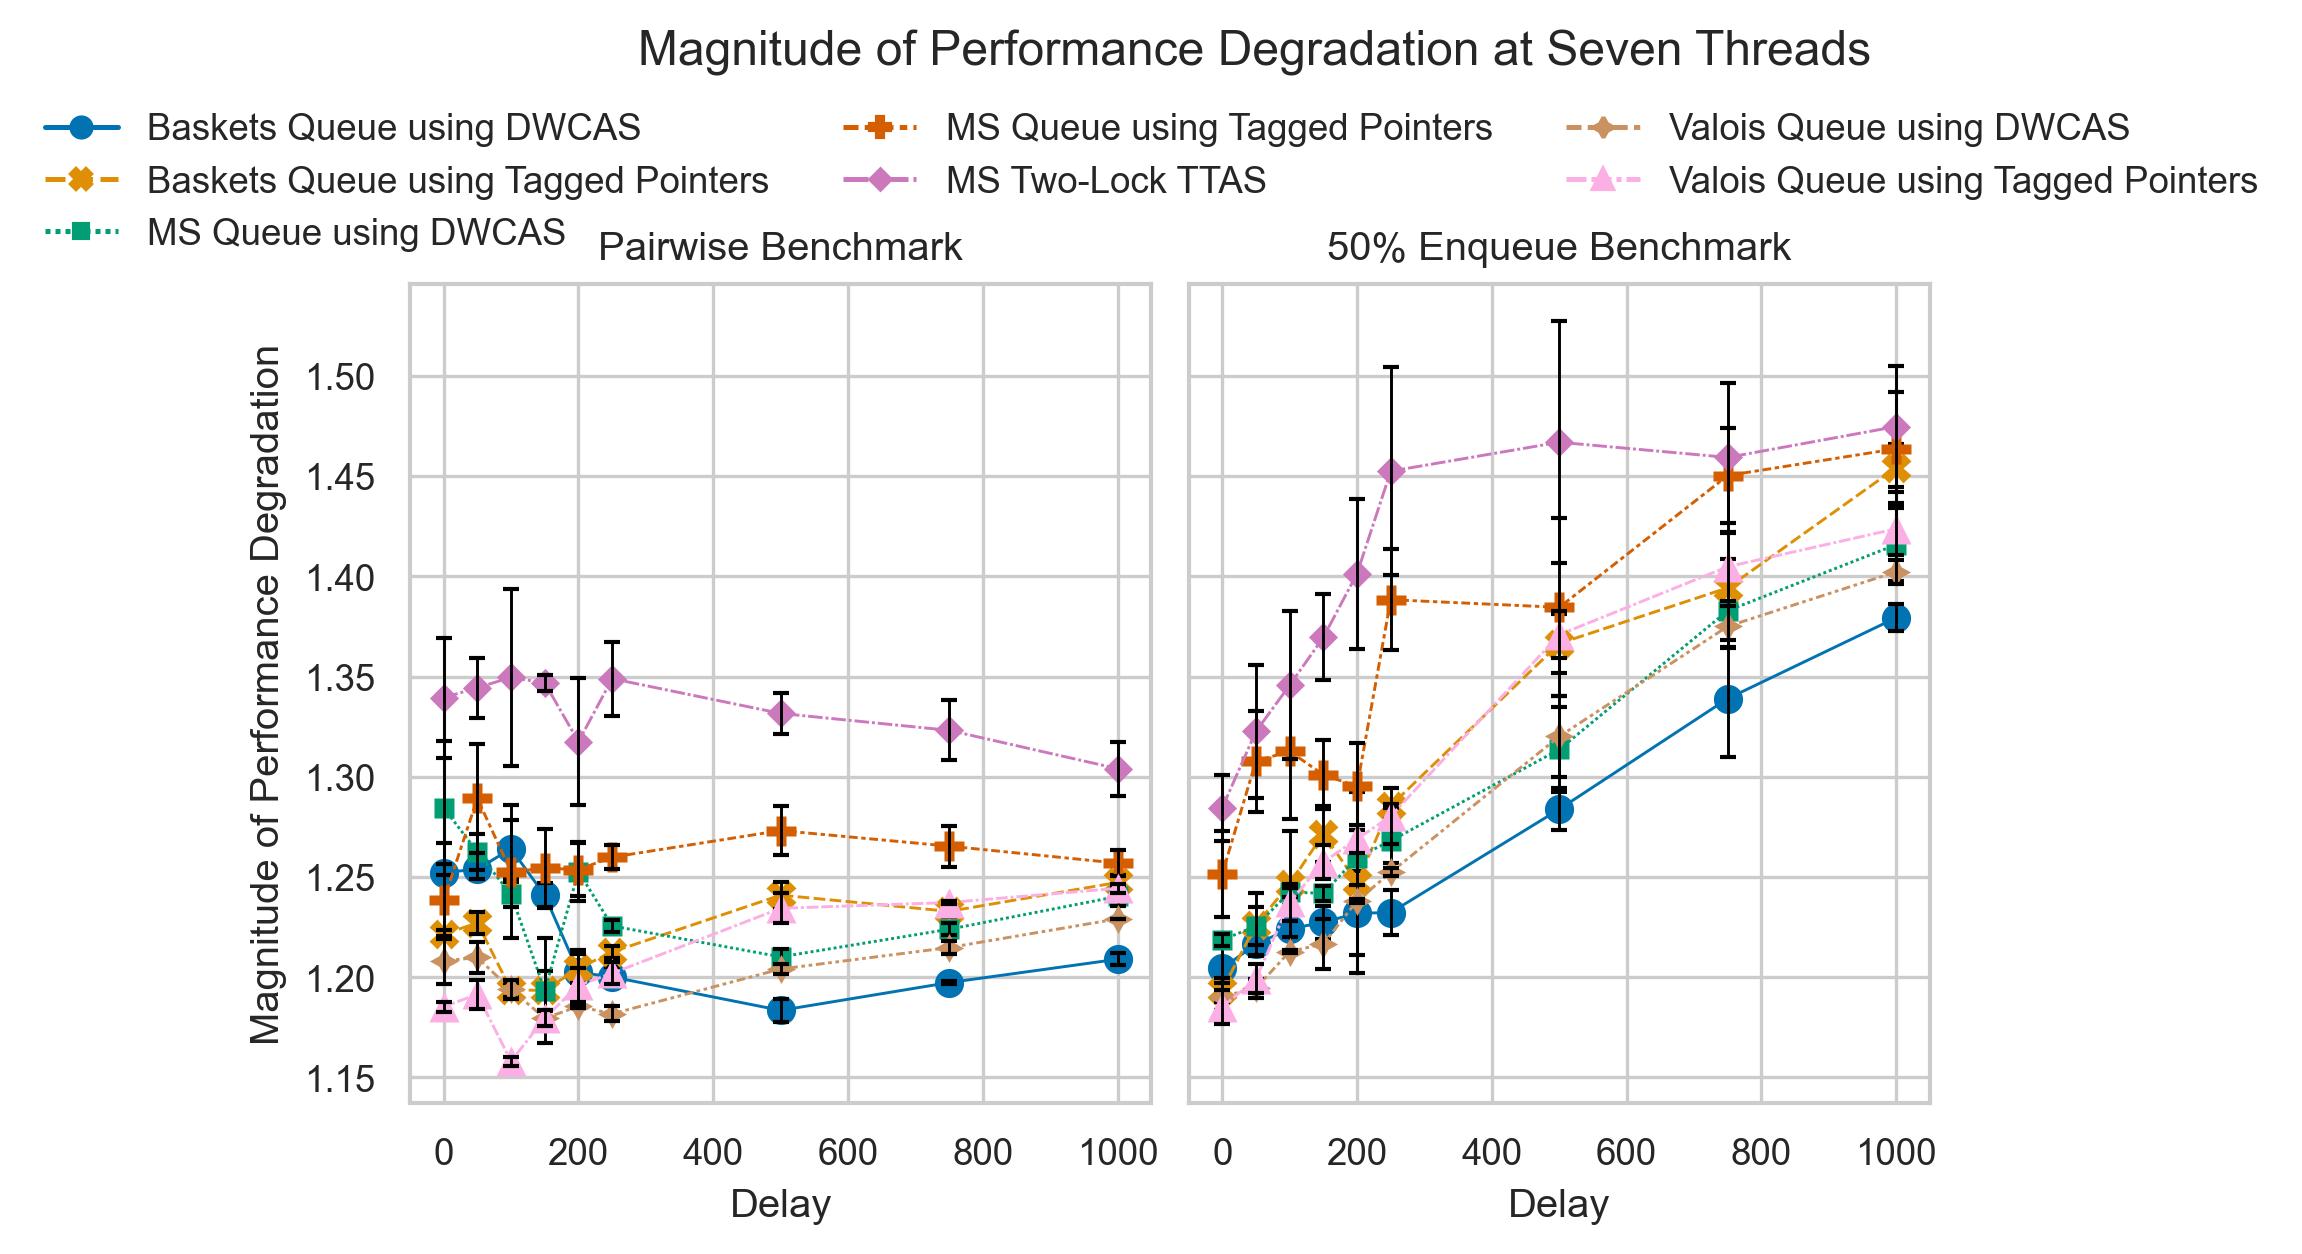 Magnitude of Performance Degradation at Seven Threads
Baskets Queue using DWCAS
Baskets Queue using Tagged Pointers
MS Queue using DWCAS
MS Queue using Tagged Pointers
MS Two-Lock TTAS
Valois Queue using DWCAS
Valois Queue using Tagged Pointers
Pairwise Benchmark
50% Enqueue Benchmark
Magnitude of Performance Degradation
1.50
1.45
1.40
1.35
1.30
1.25
1.20
1.15
0 200 400 600 800 1000
0 200 400 600 800 1000
Delay
Delay